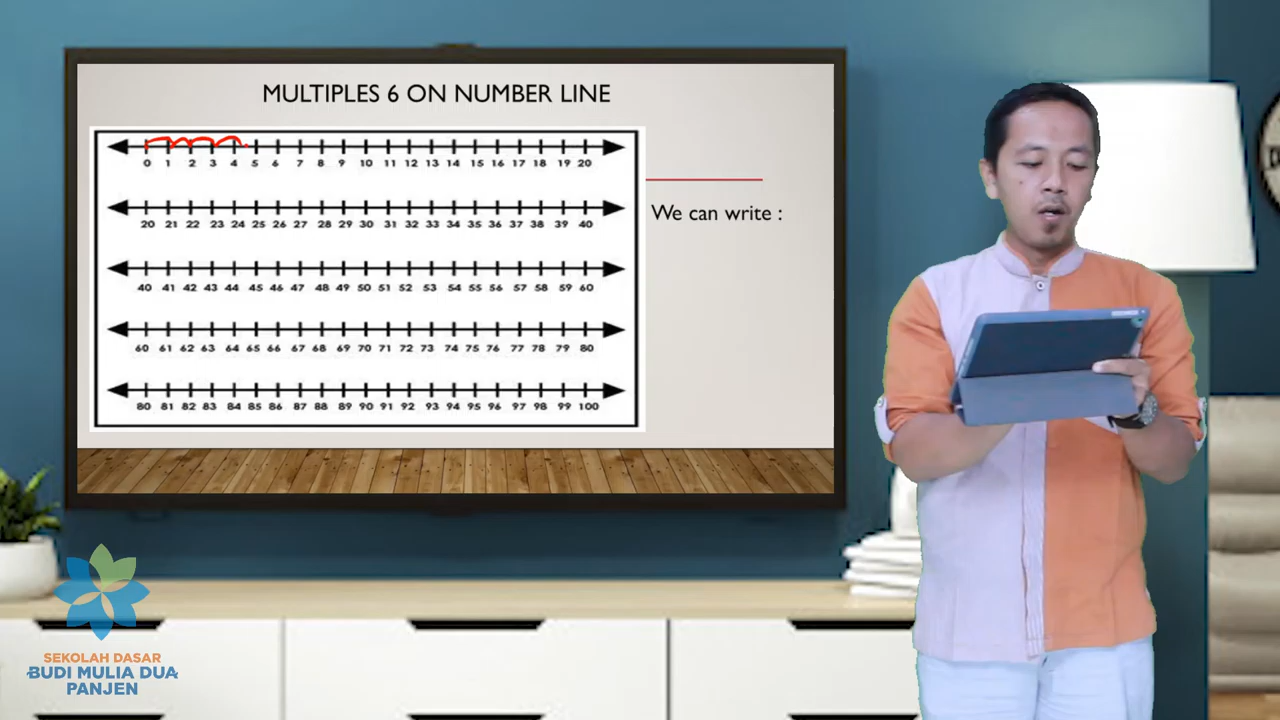 MULTIPLES 6 ON NUMBER LINE
0 1 2 3 4 5 6 7 8 9 10 11 12 13 14 15 16 17 18 19 20
We can write :
20 21 22 23 24 25 26 27 28 29 30 31 32 33 34 35 36 37 38 39 40
40 41 42 43 44 45 46 47 48 49 50 51 52 53 54 55 56 57 58 59 60
60 61 62 63 64 65 66 67 68 69 70 71 72 73 74 75 76 77 78 79 80
80 81 82 83 84 85 86 87 88 89 90 91 92 93 94 95 96 97 98 99 100
SEKOLAH DASAR
BUDI MULIA DUA
PANJEN